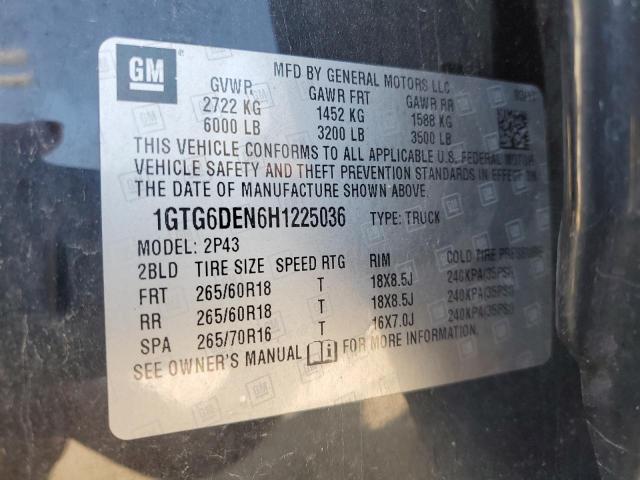 GM
MFD BY GENERAL MOTORS LLC
GVWR GAWR FRT GAWR RR
2722 KG 1452 KG 1588 KG
6000 LB 3200 LB 3500 LB
THIS VEHICLE CONFORMS TO ALL APPLICABLE U.S. FEDERAL MOTOR
VEHICLE SAFETY, BUMPER, AND THEFT PREVENTION STANDARDS IN EFFECT ON
THE DATE OF MANUFACTURE SHOWN ABOVE.
1GTG6DEN6H1225036 TYPE: TRUCK
MODEL: 2P43
2BLD TIRE SIZE SPEED RTG RIM COLD TIRE PRESSURE
FRT 265/60R18 T 18X8.5J 240KPA(35PSI)
RR 265/60R18 T 18X8.5J 240KPA(35PSI)
SPA 265/70R16 T 16X7.0J 240KPA(35PSI)
SEE OWNER'S MANUAL FOR MORE INFORMATION.